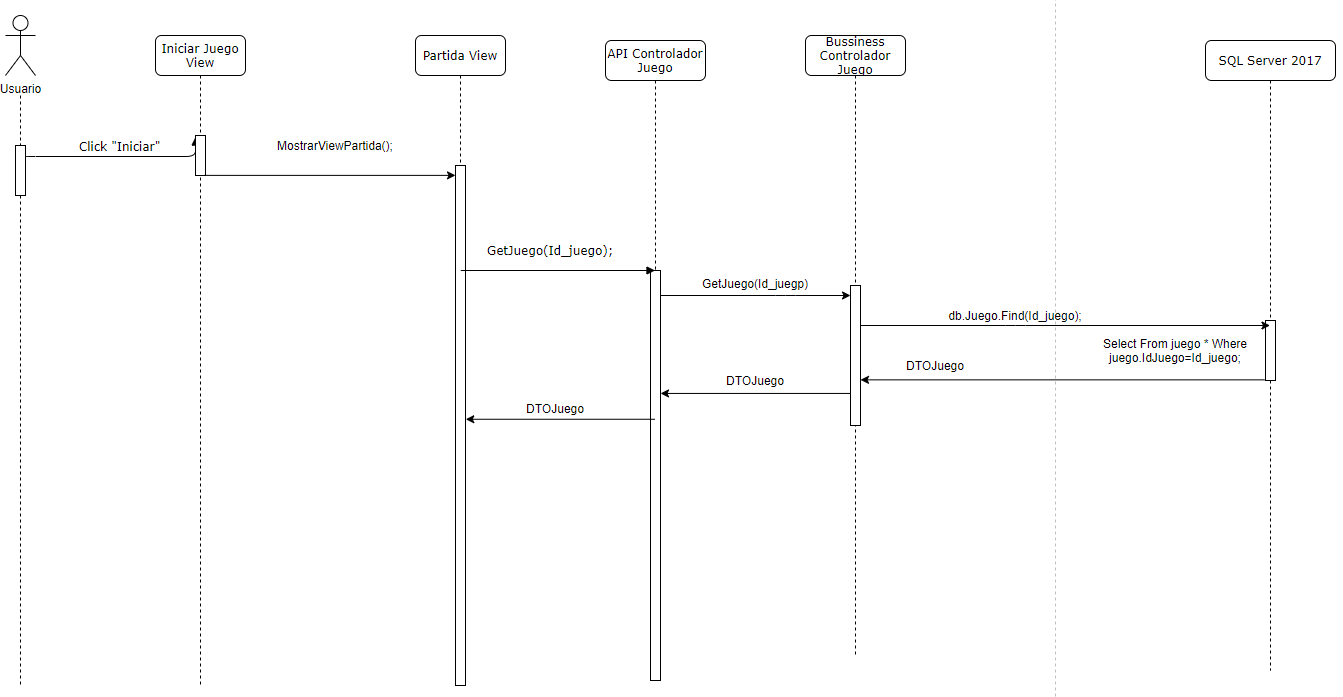 Usuario
Iniciar Juego
View
Partida View
API Controlador
Juego
Bussiness
Controlador
Juego
SQL Server 2017
Click "Iniciar"
MostrarViewPartida();
GetJuego(Id_juego);
GetJuego(Id_juegp)
db.Juego.Find(Id_juego);
Select From juego * Where
juego.IdJuego=Id_juego;
DTOJuego
DTOJuego
DTOJuego